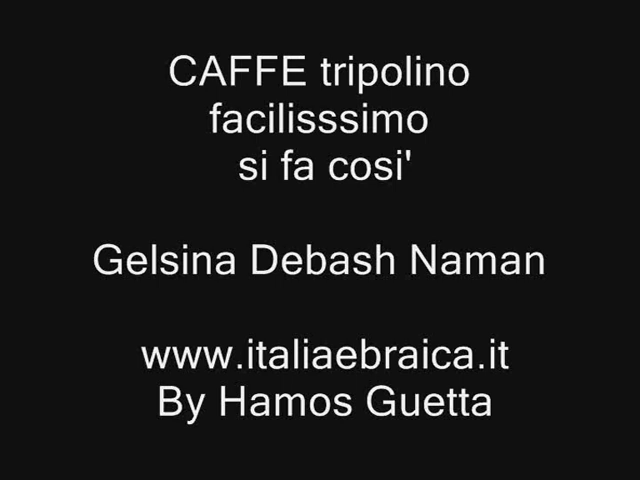 CAFFE tripolino
facilisssimo
si fa cosi'
Gelsina Debash Naman
www.italiaebraica.it
By Hamos Guetta